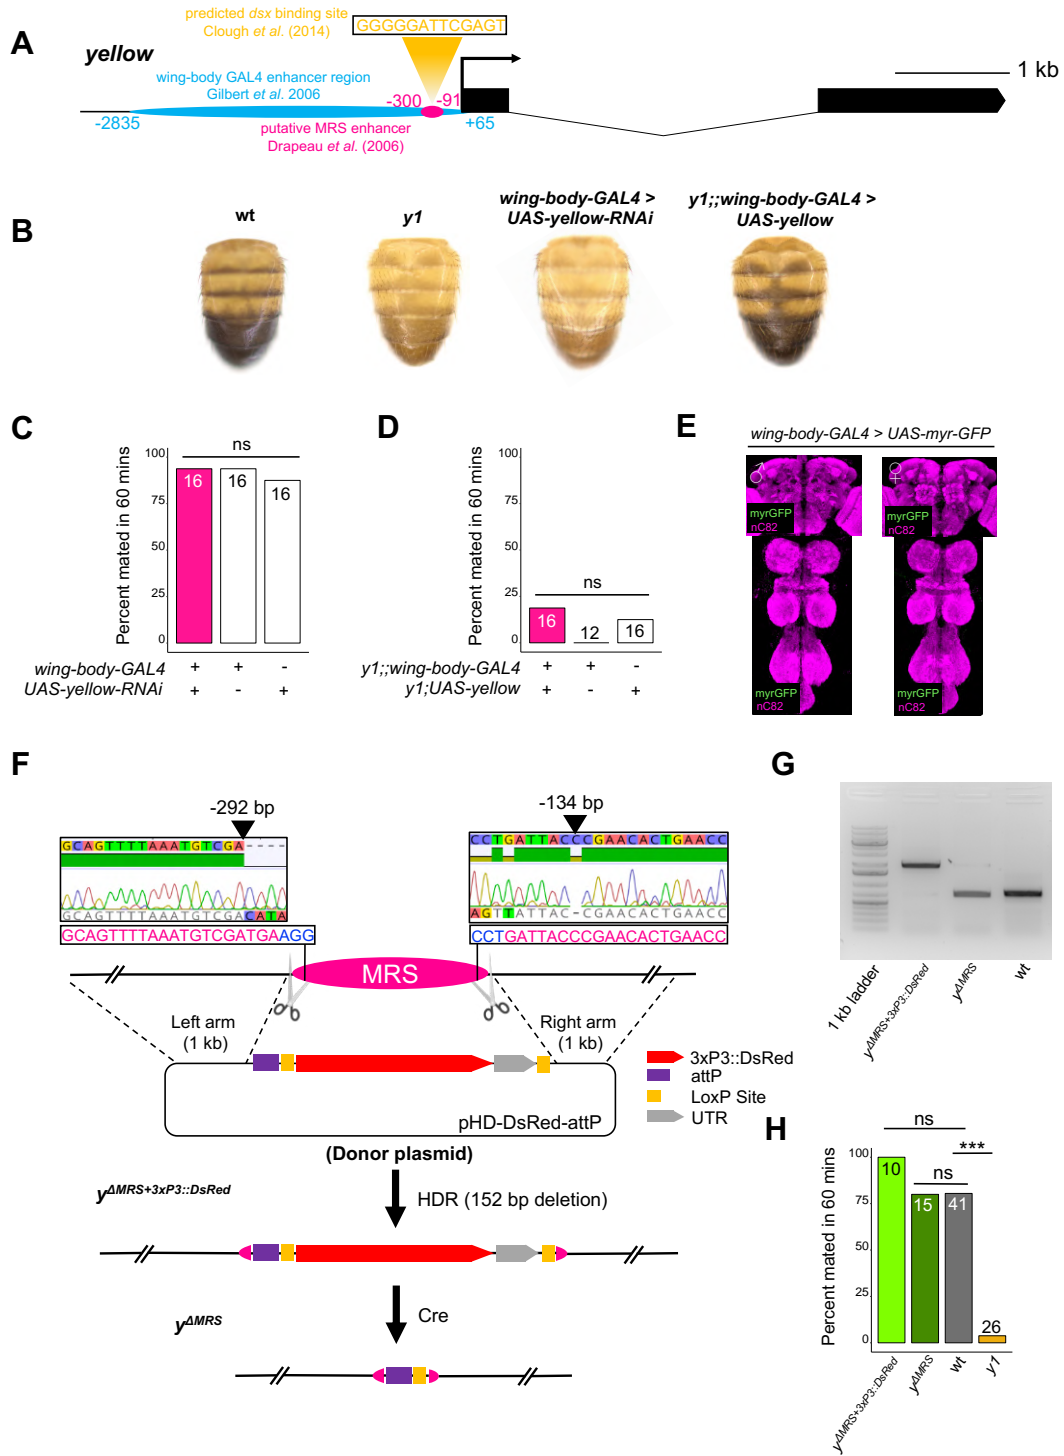 A
predicted dsx binding site
Clough et al. (2014)
GGGGGATTCGAGT
yellow
wing-body GAL4 enhancer region
Gilbert et al. 2006
-300
-91
1 kb
-2835
+65
putative MRS enhancer
Drapeau et al. (2006)
B
wt
y1
wing-body-GAL4 >
UAS-yellow-RNAi
y1;;wing-body-GAL4 >
UAS-yellow
C
ns
Percent mated in 60 mins
100
75
50
25
0
16
16
16
wing-body-GAL4
+
+
-
UAS-yellow-RNAi
+
-
+
D
ns
Percent mated in 60 mins
100
75
50
25
0
16
12
16
y1;;wing-body-GAL4
+
+
-
y1;UAS-yellow
+
-
+
E
wing-body-GAL4 > UAS-myr-GFP
♂
♀
myrGFP
nC82
myrGFP
nC82
myrGFP
nC82
myrGFP
nC82
F
-292 bp
-134 bp
GCAGTTTTAAATGTCGA-----
GCAGTTTTAAATGTCGACATA
GCAGTTTTAAATGTCGATGAAGG
CCTGATTACCCGAACACTGAACC
AGTTATTAC-CGAACACTGAACC
CCTGATTACCCGAACACTGAACC
MRS
Left arm
(1 kb)
Right arm
(1 kb)
3xP3::DsRed
attP
LoxP Site
UTR
pHD-DsRed-attP
(Donor plasmid)
yΔMRS+3xP3::DsRed
HDR (152 bp deletion)
yΔMRS
Cre
G
1 kb ladder
yΔMRS+3xP3::DsRed
yΔMRS
wt
H
ns
***
ns
Percent mated in 60 mins
100
75
50
25
0
10
15
41
26
yΔMRS+3xP3::DsRed
yΔMRS
wt
y1